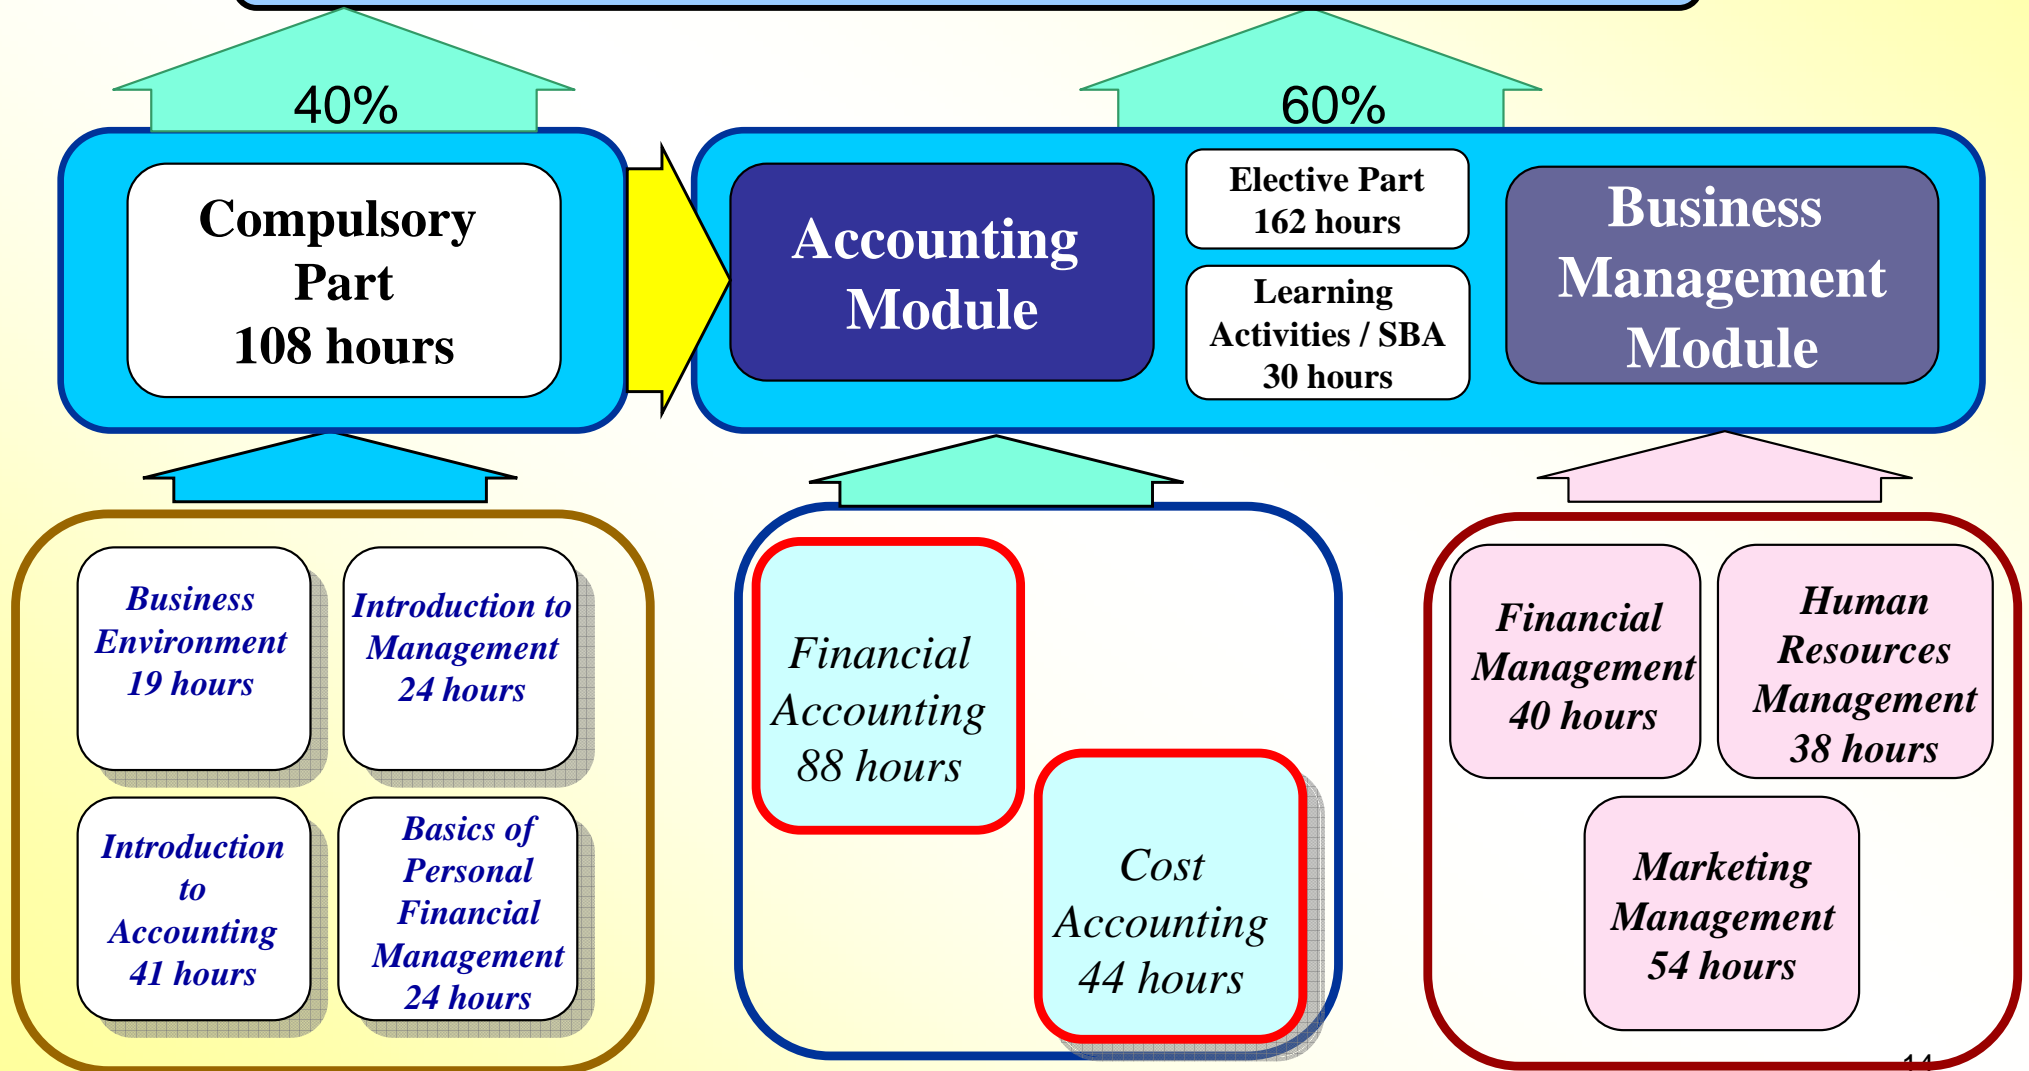 40%
60%
Compulsory
Part
108 hours
Accounting
Module
Elective Part
162 hours
Learning
Activities / SBA
30 hours
Business
Management
Module
Business
Environment
19 hours
Introduction to
Management
24 hours
Introduction
to
Accounting
41 hours
Basics of
Personal
Financial
Management
24 hours
Financial
Accounting
88 hours
Cost
Accounting
44 hours
Financial
Management
40 hours
Human
Resources
Management
38 hours
Marketing
Management
54 hours
14